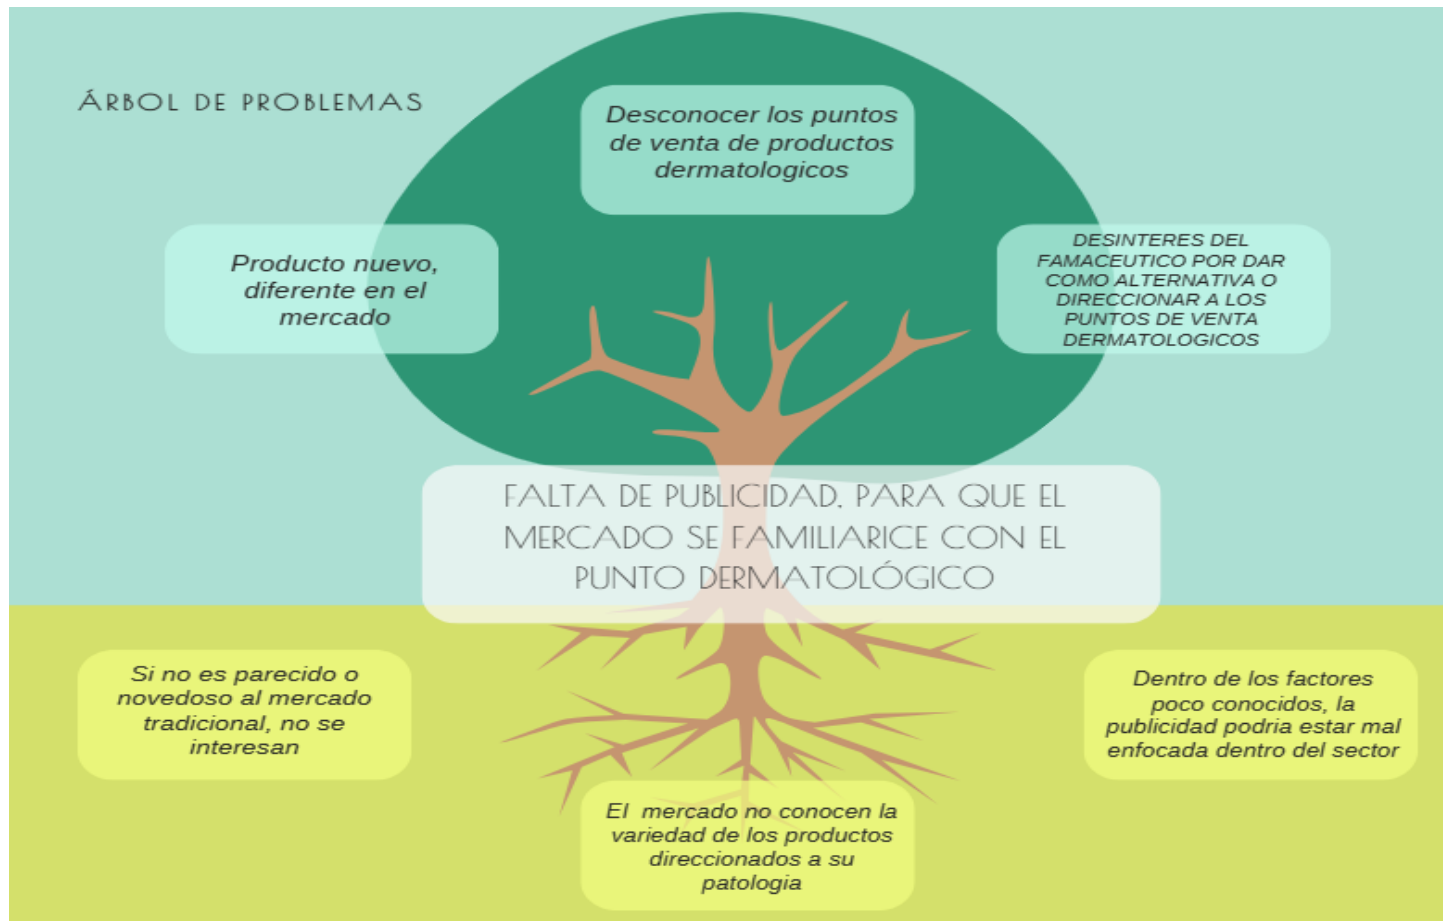 ÁRBOL DE PROBLEMAS
Desconocer los puntos
de venta de productos
dermatologicos
Producto nuevo,
diferente en el
mercado
DESINTERES DEL
FAMACEUTICO POR DAR
COMO ALTERNATIVA O
DIRECCIONAR A LOS
PUNTOS DE VENTA
DERMATOLOGICOS
FALTA DE PUBLICIDAD, PARA QUE EL
MERCADO SE FAMILIARICE CON EL
PUNTO DERMATOLÓGICO
Si no es parecido o
novedoso al mercado
tradicional, no se
interesan
Dentro de los factores
poco conocidos, la
publicidad podria estar mal
enfocada dentro del sector
El mercado no conocen la
variedad de los productos
direccionados a su
patologia